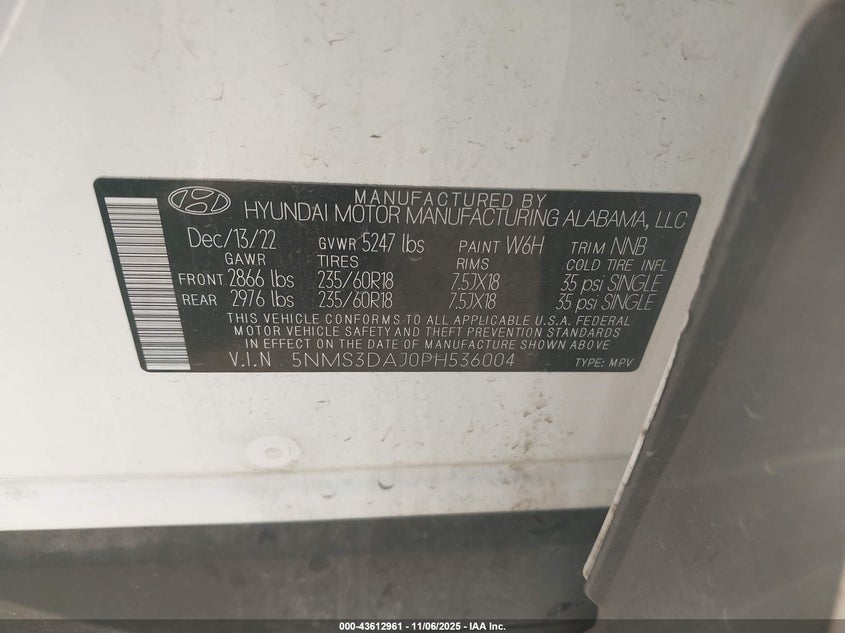 MANUFACTURED BY
HYUNDAI MOTOR MANUFACTURING ALABAMA, LLC
Dec/13/22 GVWR 5247 lbs PAINT W6H TRIM NNB
GAWR TIRES RIMS COLD TIRE INFL
FRONT 2866 lbs 235/60R18 7.5JX18 35 psi SINGLE
REAR 2976 lbs 235/60R18 7.5JX18 35 psi SINGLE
THIS VEHICLE CONFORMS TO ALL APPLICABLE U.S.A. FEDERAL
MOTOR VEHICLE SAFETY AND THEFT PREVENTION STANDARDS
IN EFFECT ON THE DATE OF MANUFACTURE SHOWN ABOVE
V.I.N 5NMS3DAJ0PH536004 TYPE: MPV
000-43612961 - 11/06/2025 - IAA Inc.